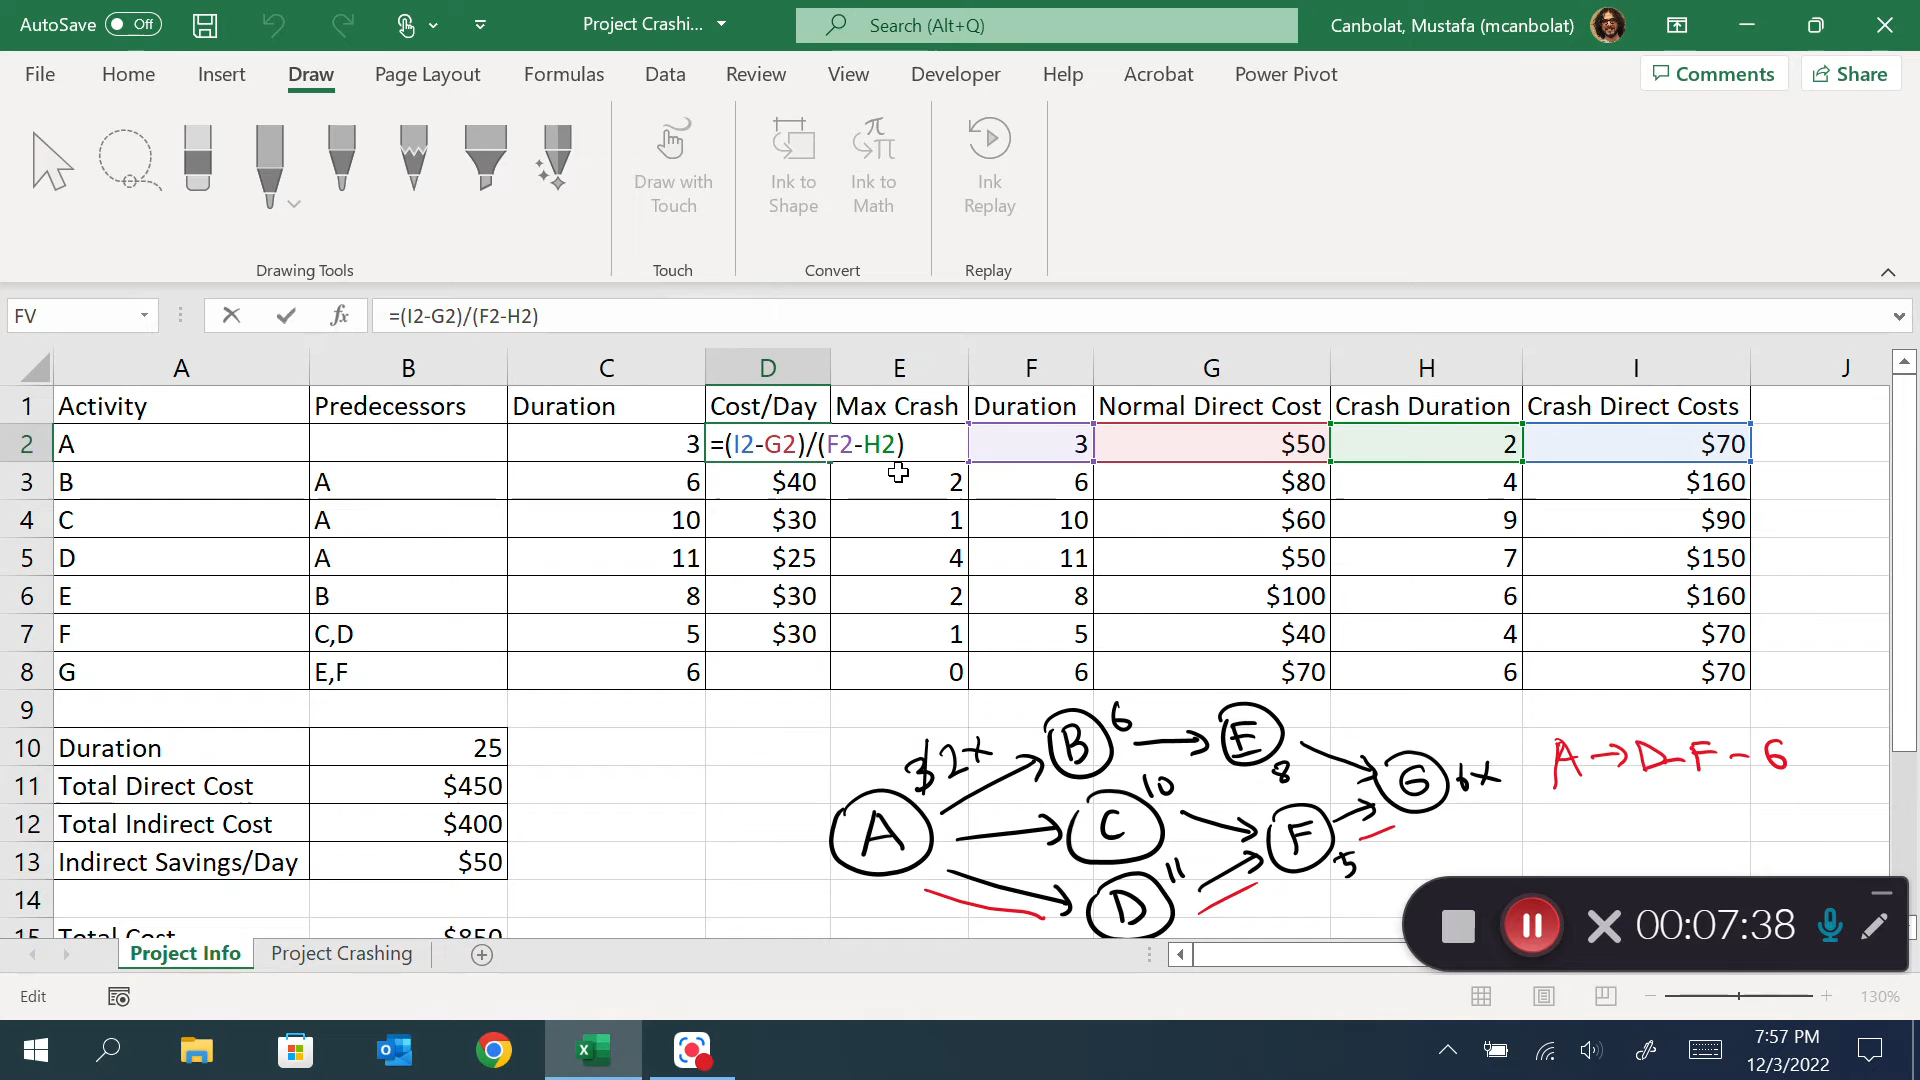 AutoSave Off Project Crashi... Search (Alt+Q) Canbolat, Mustafa (mcanbolat)
File Home Insert Draw Page Layout Formulas Data Review View Developer Help Acrobat Power Pivot Comments Share
Draw with Touch
Ink to Shape
Ink to Math
Ink Replay
Drawing Tools Touch Convert Replay
FV fx =(I2-G2)/(F2-H2)
A B C D E F G H I J
1 Activity Predecessors Duration Cost/Day Max Crash Duration Normal Direct Cost Crash Duration Crash Direct Costs
2 A 3 =(I2-G2)/(F2-H2) 3 $50 2 $70
3 B A 6 $40 2 6 $80 4 $160
4 C A 10 $30 1 10 $60 9 $90
5 D A 11 $25 4 11 $50 7 $150
6 E B 8 $30 2 8 $100 6 $160
7 F C,D 5 $30 1 5 $40 4 $70
8 G E,F 6 0 6 $70 6 $70
9
10 Duration 25
11 Total Direct Cost $450
12 Total Indirect Cost $400
13 Indirect Savings/Day $50
14
15 Total Cost $850
B 6
E 8
A
C 10
D 11
F 5
G 6
A → D - F - 6
00:07:38
Project Info Project Crashing
Edit 130%
7:57 PM
12/3/2022